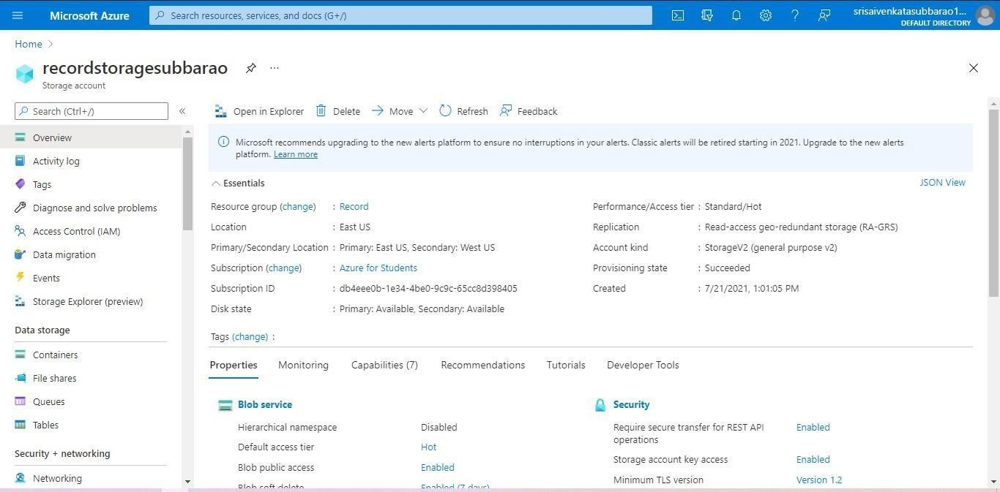 Microsoft Azure
Search resources, services, and docs (G+/)
srisaivenkatasubbarao1...
DEFAULT DIRECTORY
Home
recordstoragesubbarao
...
Storage account
Search (Ctrl+/)
«
Overview
Activity log
Tags
Diagnose and solve problems
Access Control (IAM)
Data migration
Events
Storage Explorer (preview)
Data storage
Containers
File shares
Queues
Tables
Security + networking
Networking
Open in Explorer Delete Move Refresh Feedback
Microsoft recommends upgrading to the new alerts platform to ensure no interruptions in your alerts. Classic alerts will be retired starting in 2021. Upgrade to the new alerts
platform. Learn more
Essentials
JSON View
Resource group (change) : Record
Location : East US
Primary/Secondary Location : Primary: East US, Secondary: West US
Subscription (change) : Azure for Students
Subscription ID : db4eee0b-1e34-4be0-9c9c-65cc8d398405
Disk state : Primary: Available, Secondary: Available
Performance/Access tier : Standard/Hot
Replication : Read-access geo-redundant storage (RA-GRS)
Account kind : StorageV2 (general purpose v2)
Provisioning state : Succeeded
Created : 7/21/2021, 1:01:05 PM
Tags (change) :
Properties Monitoring Capabilities (7) Recommendations Tutorials Developer Tools
Blob service
Hierarchical namespace Disabled
Default access tier Hot
Blob public access Enabled
Blob soft delete Enabled (7 days)
Security
Require secure transfer for REST API Enabled
operations
Storage account key access Enabled
Minimum TLS version Version 1.2